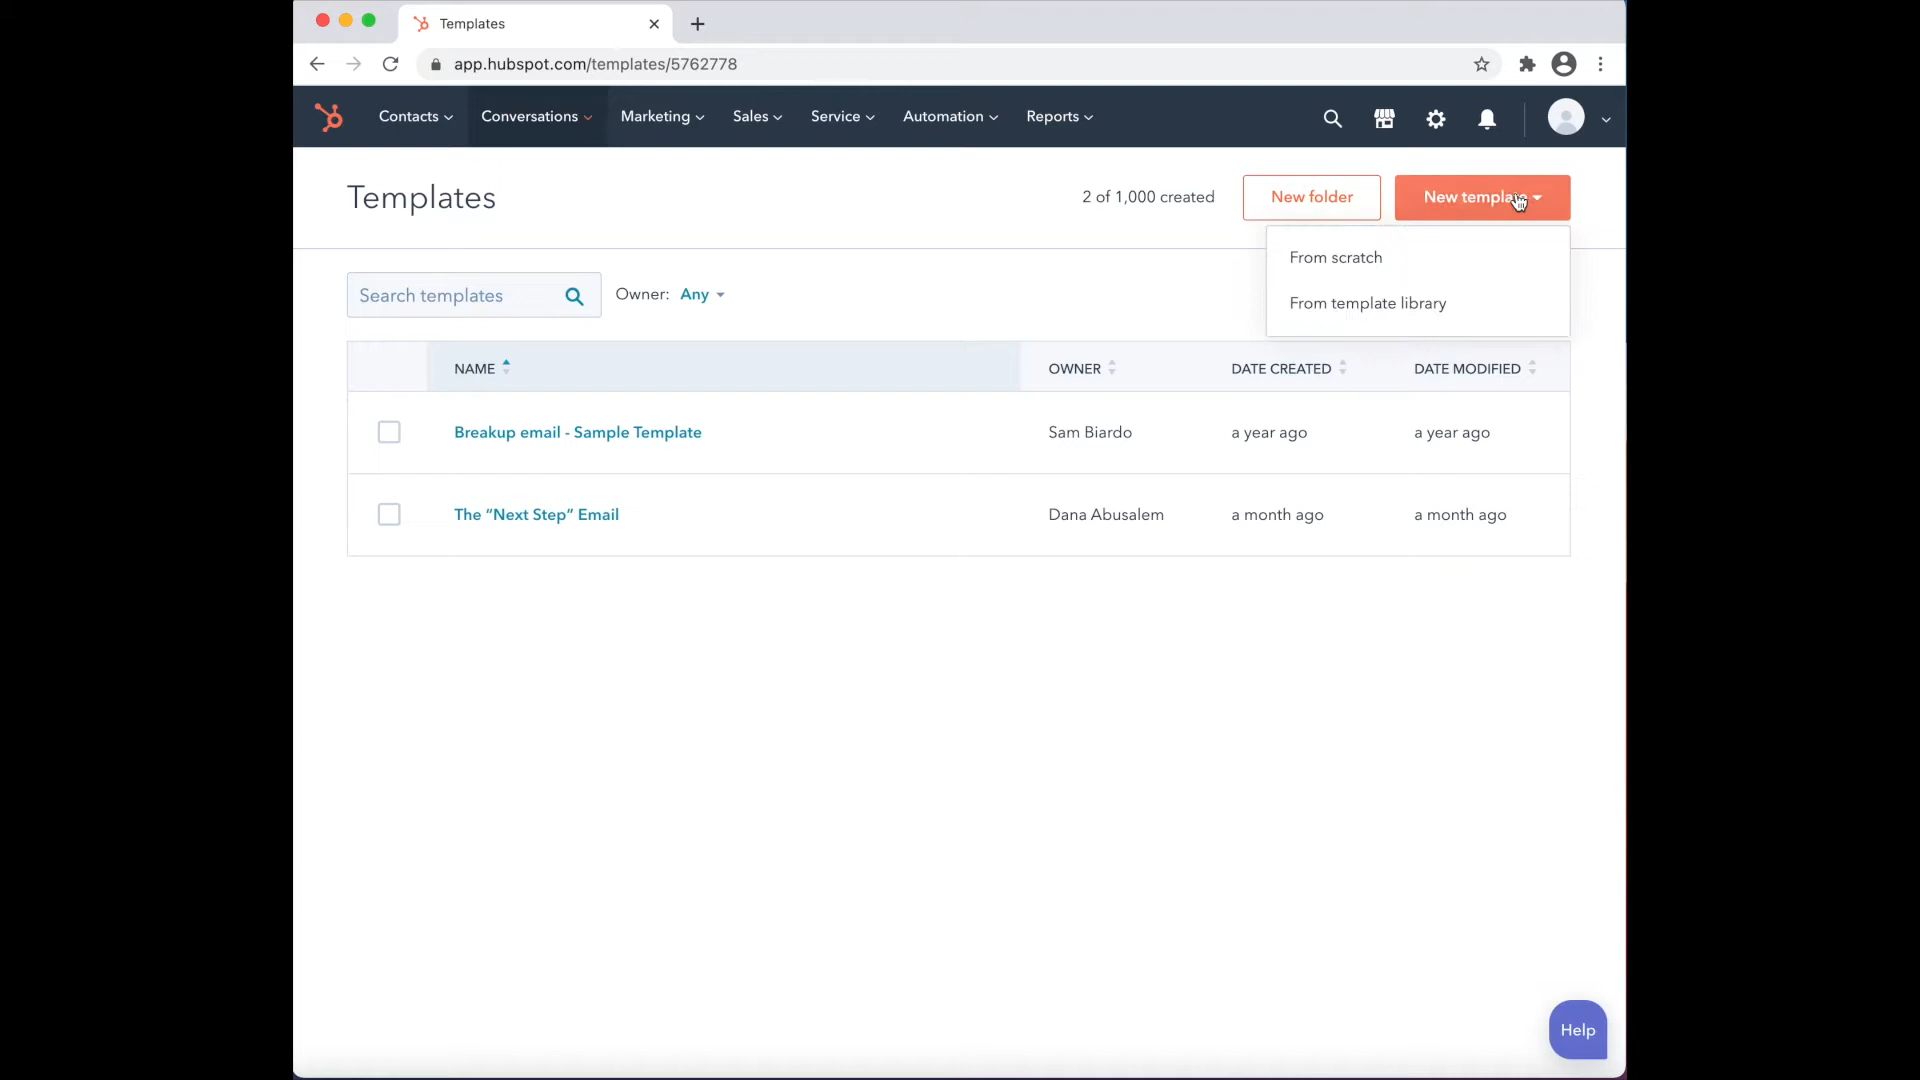 Templates
app.hubspot.com/templates/5762778
Contacts Conversations Marketing Sales Service Automation Reports
Templates
2 of 1,000 created
New folder
New template
From scratch
From template library
Search templates
Owner: Any
NAME OWNER DATE CREATED DATE MODIFIED
Breakup email - Sample Template Sam Biardo a year ago a year ago
The “Next Step” Email Dana Abusalem a month ago a month ago
Help